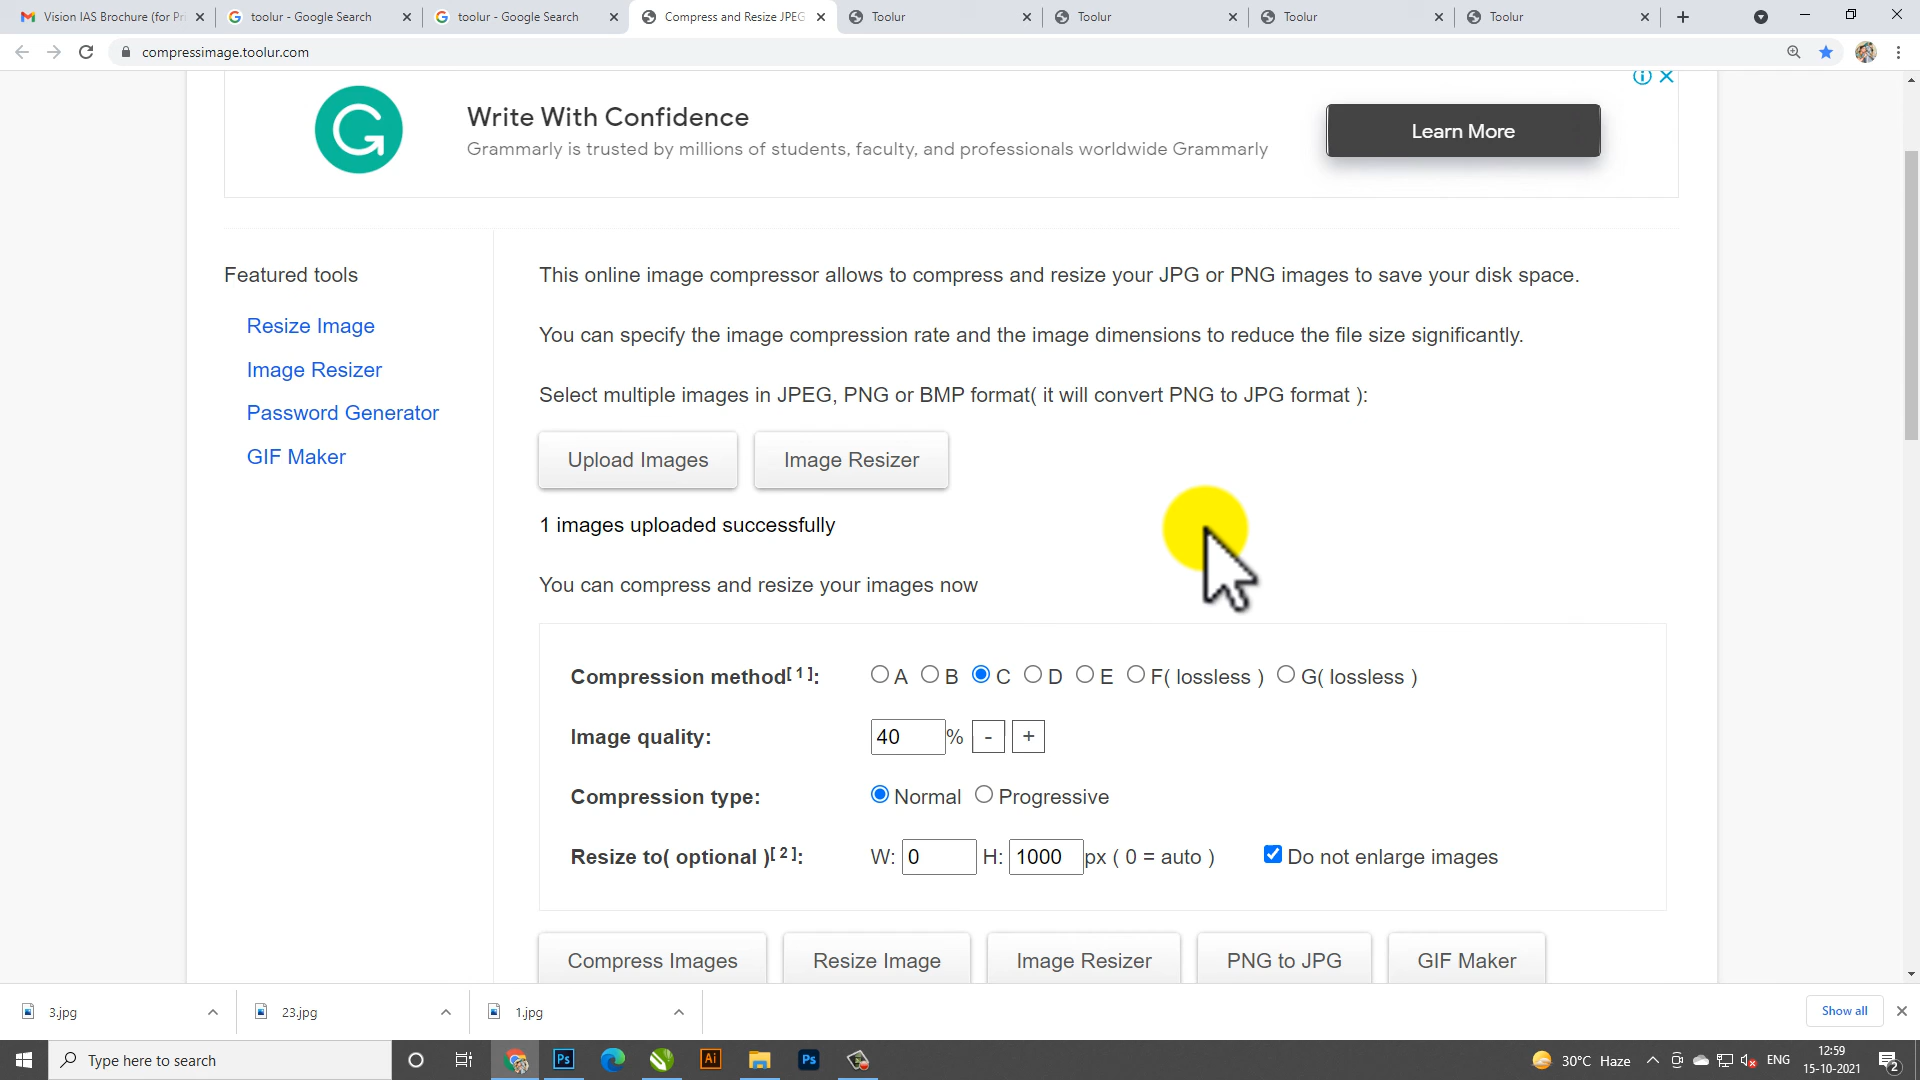 Vision IAS Brochure (for Pr
toolur - Google Search
toolur - Google Search
Compress and Resize JPEG
Toolur
Toolur
Toolur
Toolur
compressimage.toolur.com
Write With Confidence
Grammarly is trusted by millions of students, faculty, and professionals worldwide Grammarly
Learn More
Featured tools
Resize Image
Image Resizer
Password Generator
GIF Maker
This online image compressor allows to compress and resize your JPG or PNG images to save your disk space.
You can specify the image compression rate and the image dimensions to reduce the file size significantly.
Select multiple images in JPEG, PNG or BMP format( it will convert PNG to JPG format ):
Upload Images
Image Resizer
1 images uploaded successfully
You can compress and resize your images now
Compression method[ 1 ]: A B C D E F( lossless ) G( lossless )
Image quality: 40 % - +
Compression type: Normal Progressive
Resize to( optional )[ 2 ]: W: 0 H: 1000 px ( 0 = auto ) Do not enlarge images
Compress Images
Resize Image
Image Resizer
PNG to JPG
GIF Maker
3.jpg
23.jpg
1.jpg
Show all
Type here to search
Ps
Ai
Ps
30°C Haze
ENG
12:59
15-10-2021
2